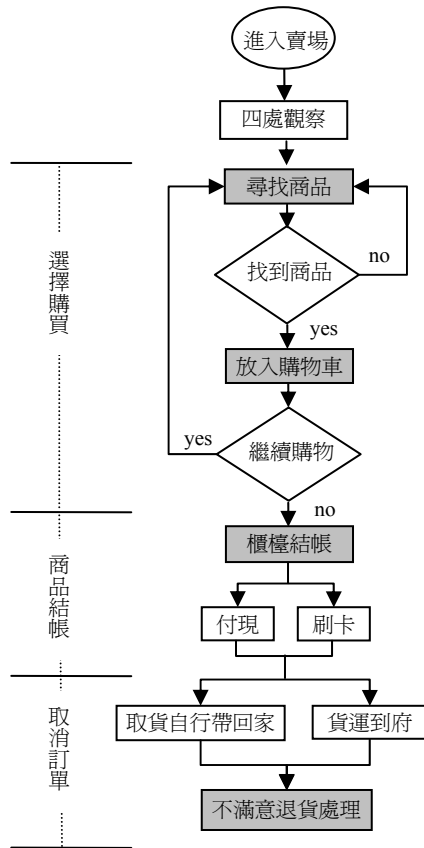 進入賣場
四處觀察
尋找商品
選擇購買
找到商品
no
yes
放入購物車
yes
繼續購物
no
櫃檯結帳
商品結帳
付現
刷卡
取消訂單
取貨自行帶回家
貨運到府
不滿意退貨處理